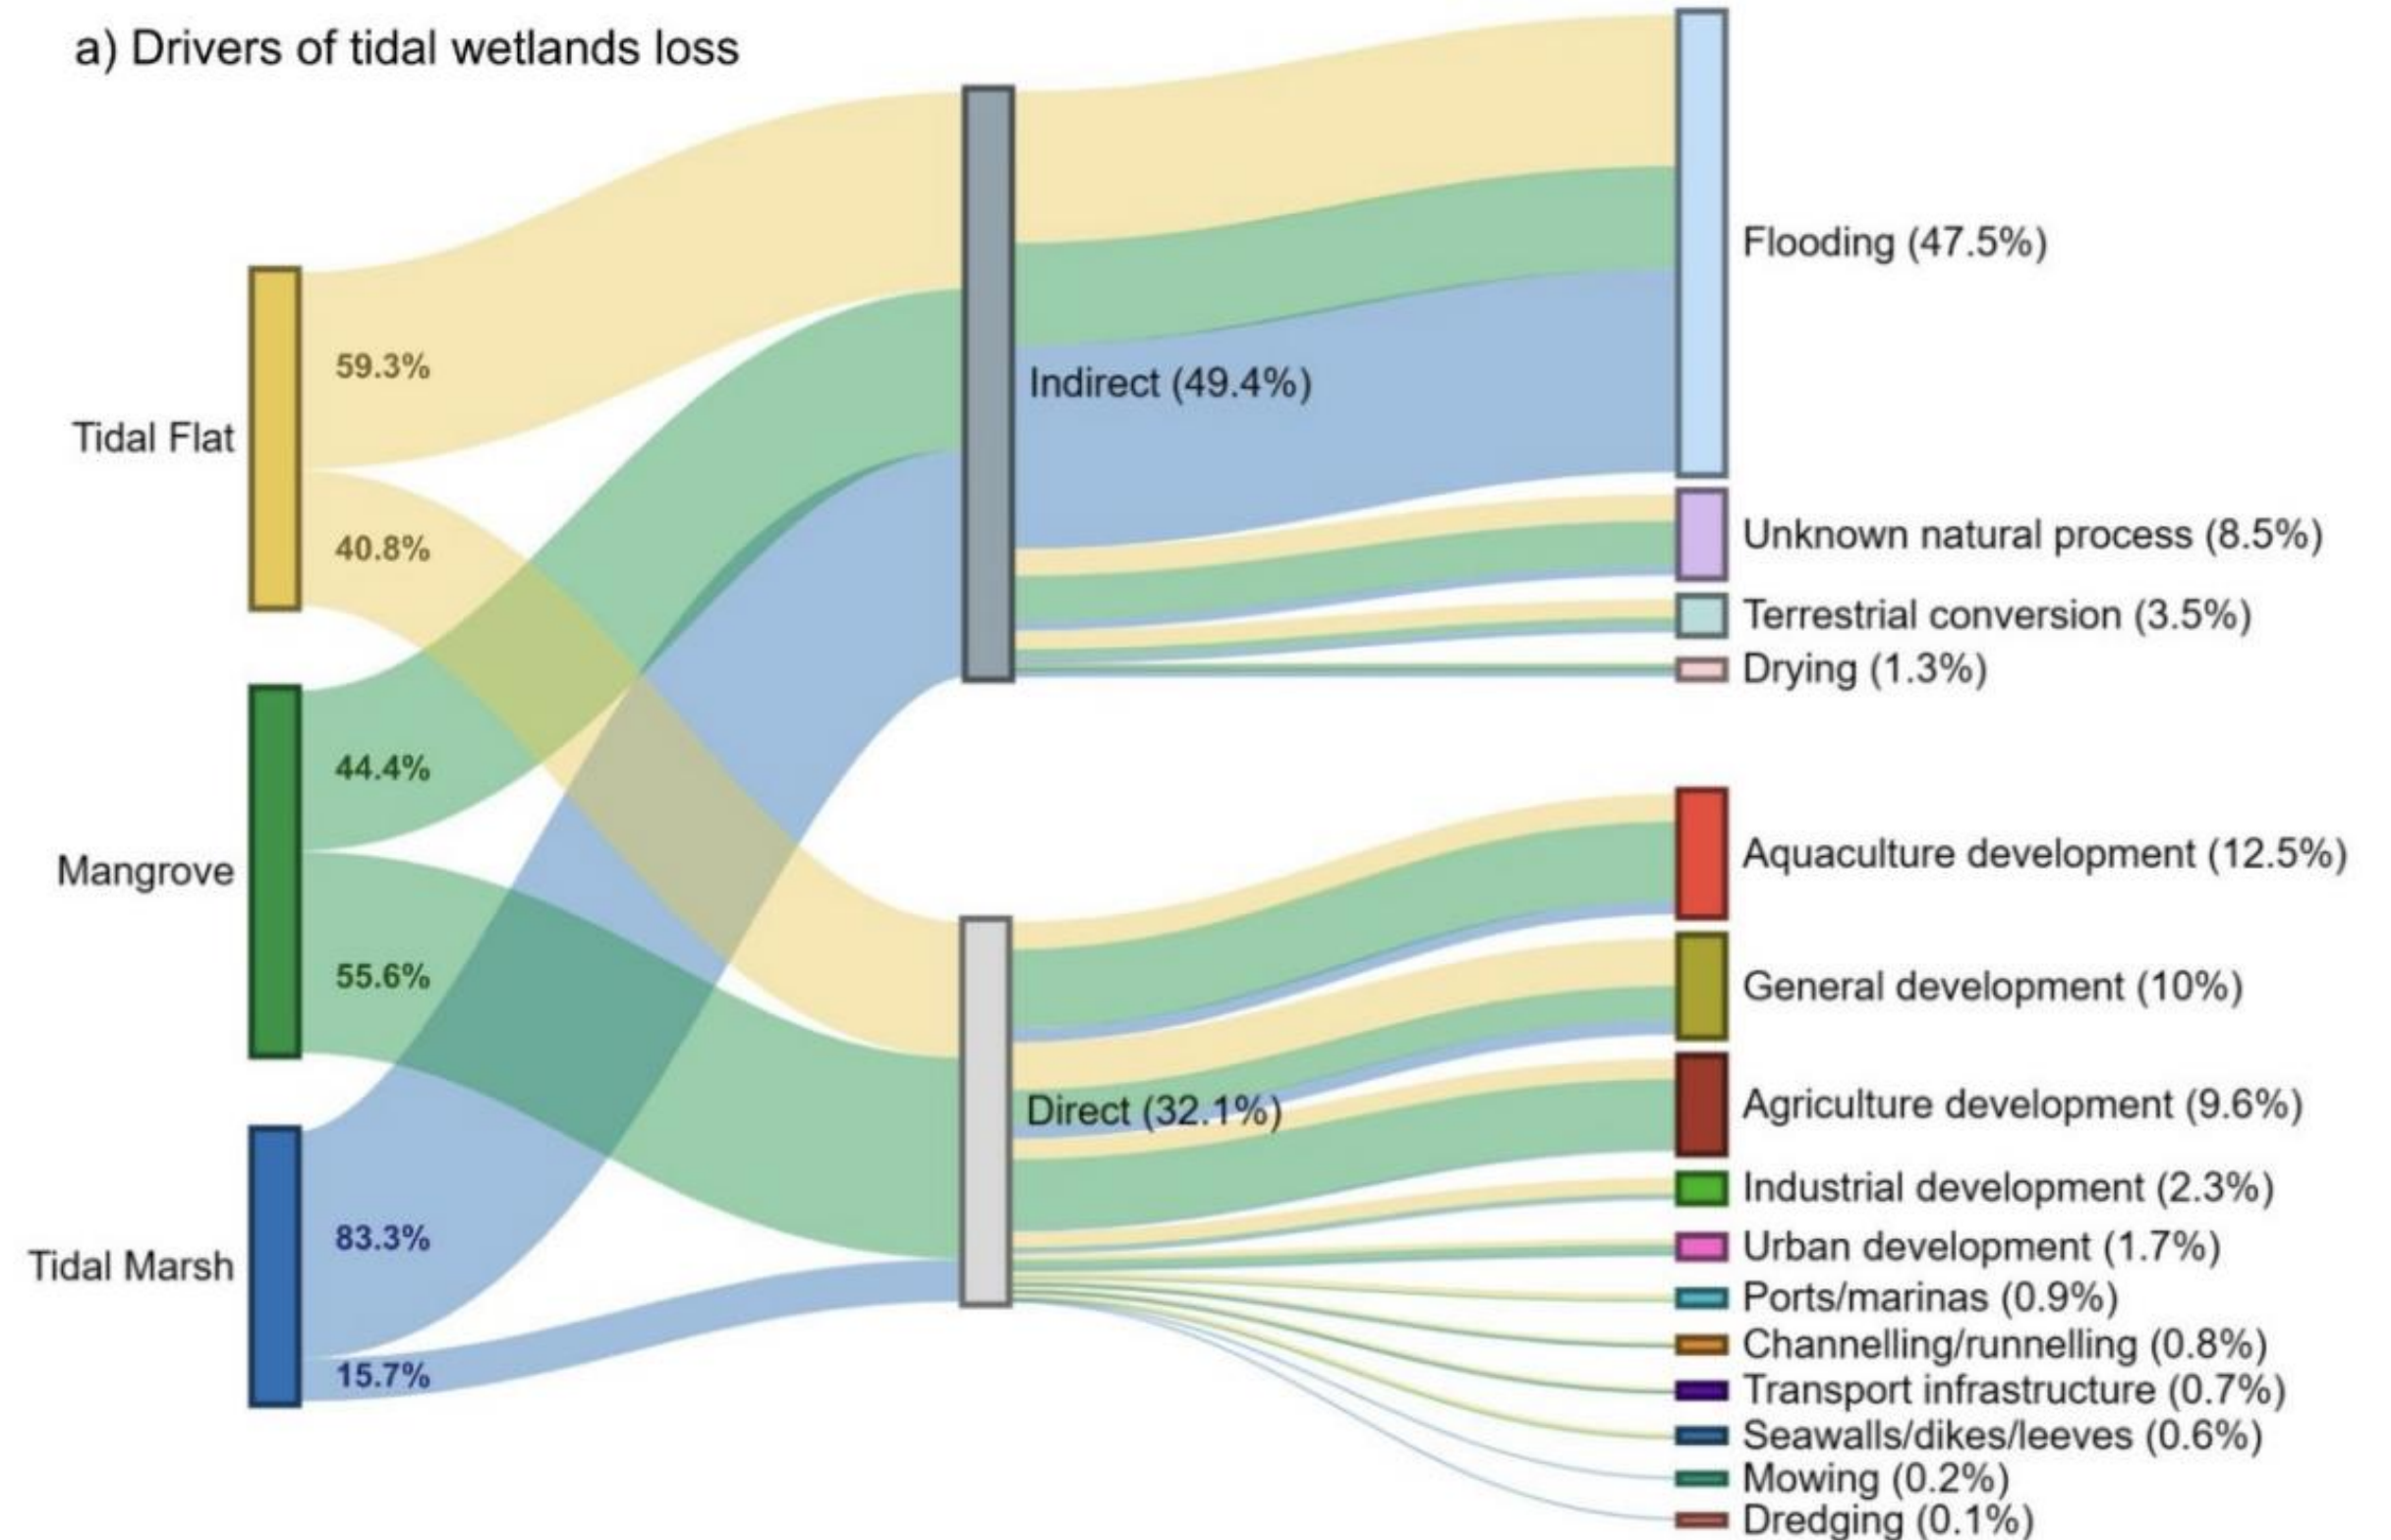 a) Drivers of tidal wetlands loss
Tidal Flat
59.3%
40.8%
Mangrove
44.4%
55.6%
Tidal Marsh
83.3%
15.7%
Indirect (49.4%)
Direct (32.1%)
Flooding (47.5%)
Unknown natural process (8.5%)
Terrestrial conversion (3.5%)
Drying (1.3%)
Aquaculture development (12.5%)
General development (10%)
Agriculture development (9.6%)
Industrial development (2.3%)
Urban development (1.7%)
Ports/marinas (0.9%)
Channelling/runnelling (0.8%)
Transport infrastructure (0.7%)
Seawalls/dikes/leeves (0.6%)
Mowing (0.2%)
Dredging (0.1%)